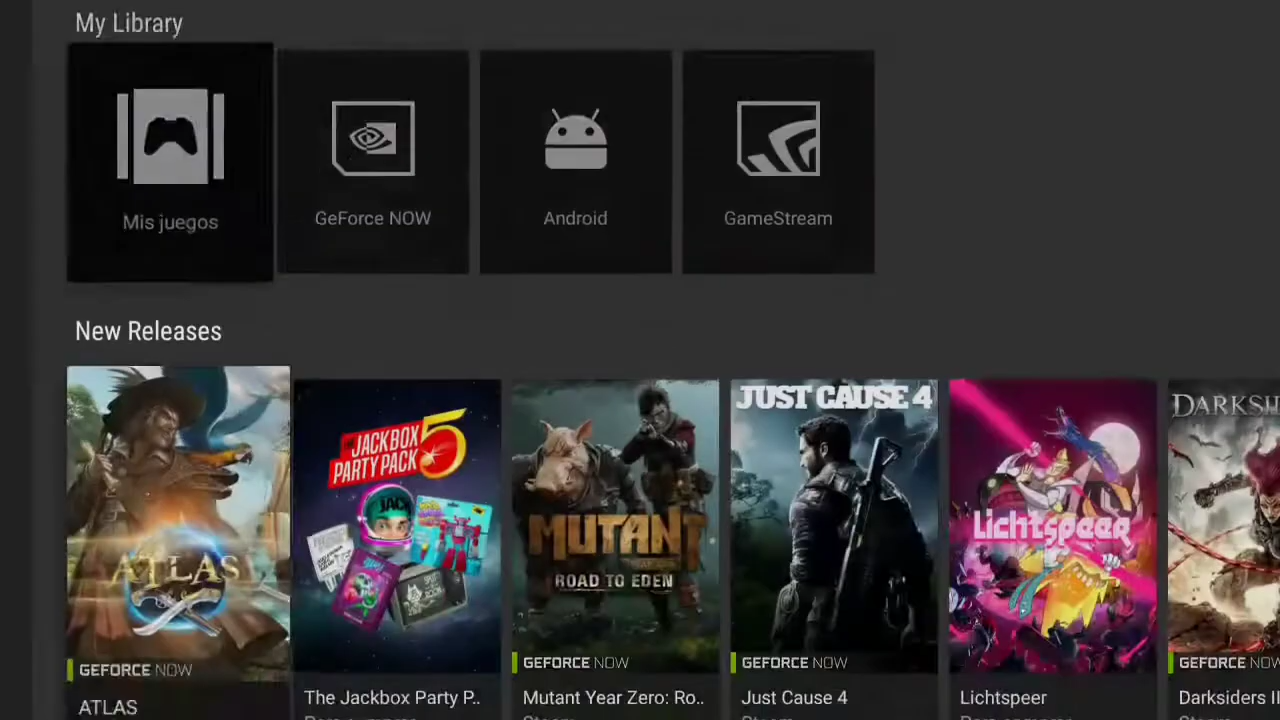 My Library
Mis juegos
GeForce NOW
Android
GameStream
New Releases
ATLAS
JACKBOX
PARTY PACK 5
JACK
MUTANT
ROAD TO EDEN
JUST CAUSE 4
Lichtspeer
DARKSI
GEFORCE NOW
GEFORCE NOW
GEFORCE NOW
GEFORCE NOW
ATLAS
The Jackbox Party P..
Mutant Year Zero: Ro..
Just Cause 4
Lichtspeer
Darksiders II